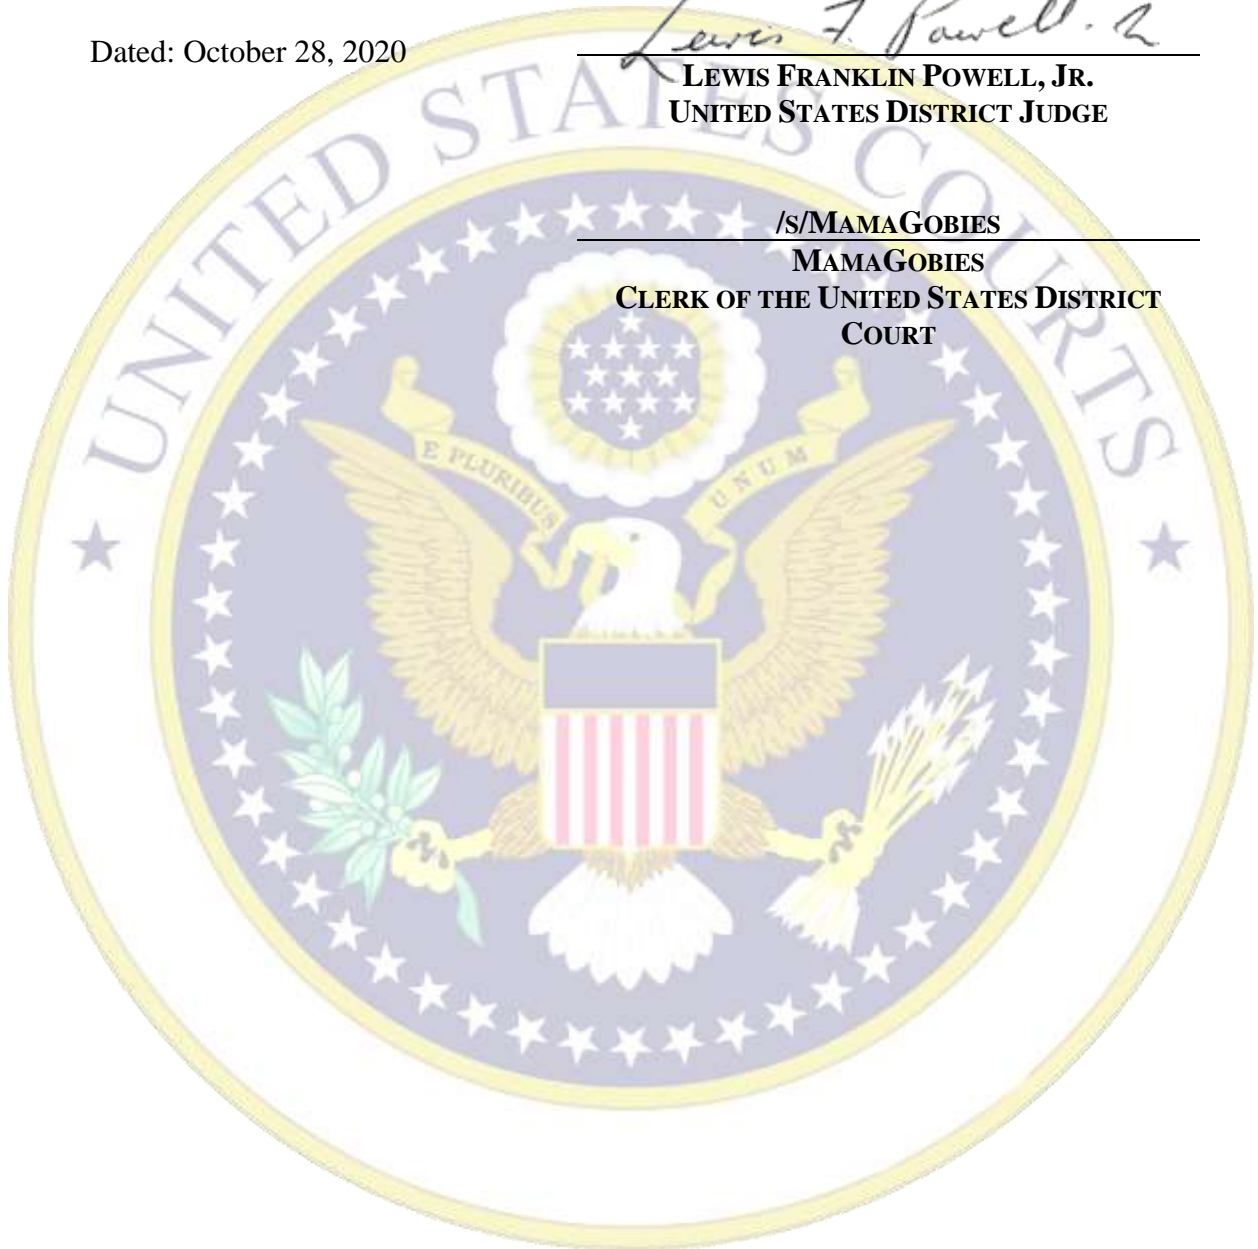 Lewis F. Powell. Jr
Dated: October 28, 2020
LEWIS FRANKLIN POWELL, JR.
UNITED STATES DISTRICT JUDGE
/S/MAMAGOBIES
MAMAGOBIES
CLERK OF THE UNITED STATES DISTRICT
COURT
UNITED STATES COURTS
E PLURIBUS UNUM